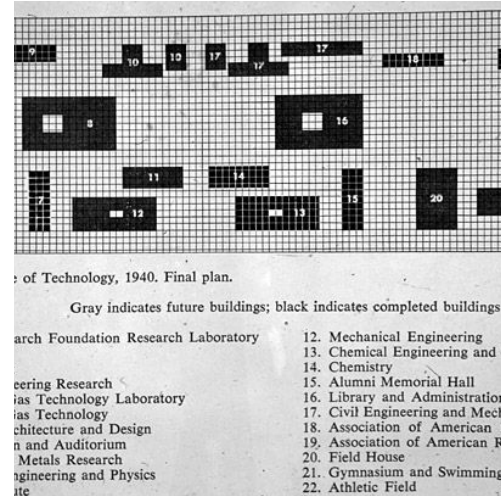 9
10
10
17
17
17
18
8
16
11
14
7
12
13
15
20
e of Technology, 1940. Final plan.
Gray indicates future buildings; black indicates completed buildings
arch Foundation Research Laboratory
eering Research
Gas Technology Laboratory
Gas Technology
chitecture and Design
n and Auditorium
Metals Research
ngineering and Physics
ute
12. Mechanical Engineering
13. Chemical Engineering and
14. Chemistry
15. Alumni Memorial Hall
16. Library and Administration
17. Civil Engineering and Mech
18. Association of American
19. Association of American R
20. Field House
21. Gymnasium and Swimming
22. Athletic Field